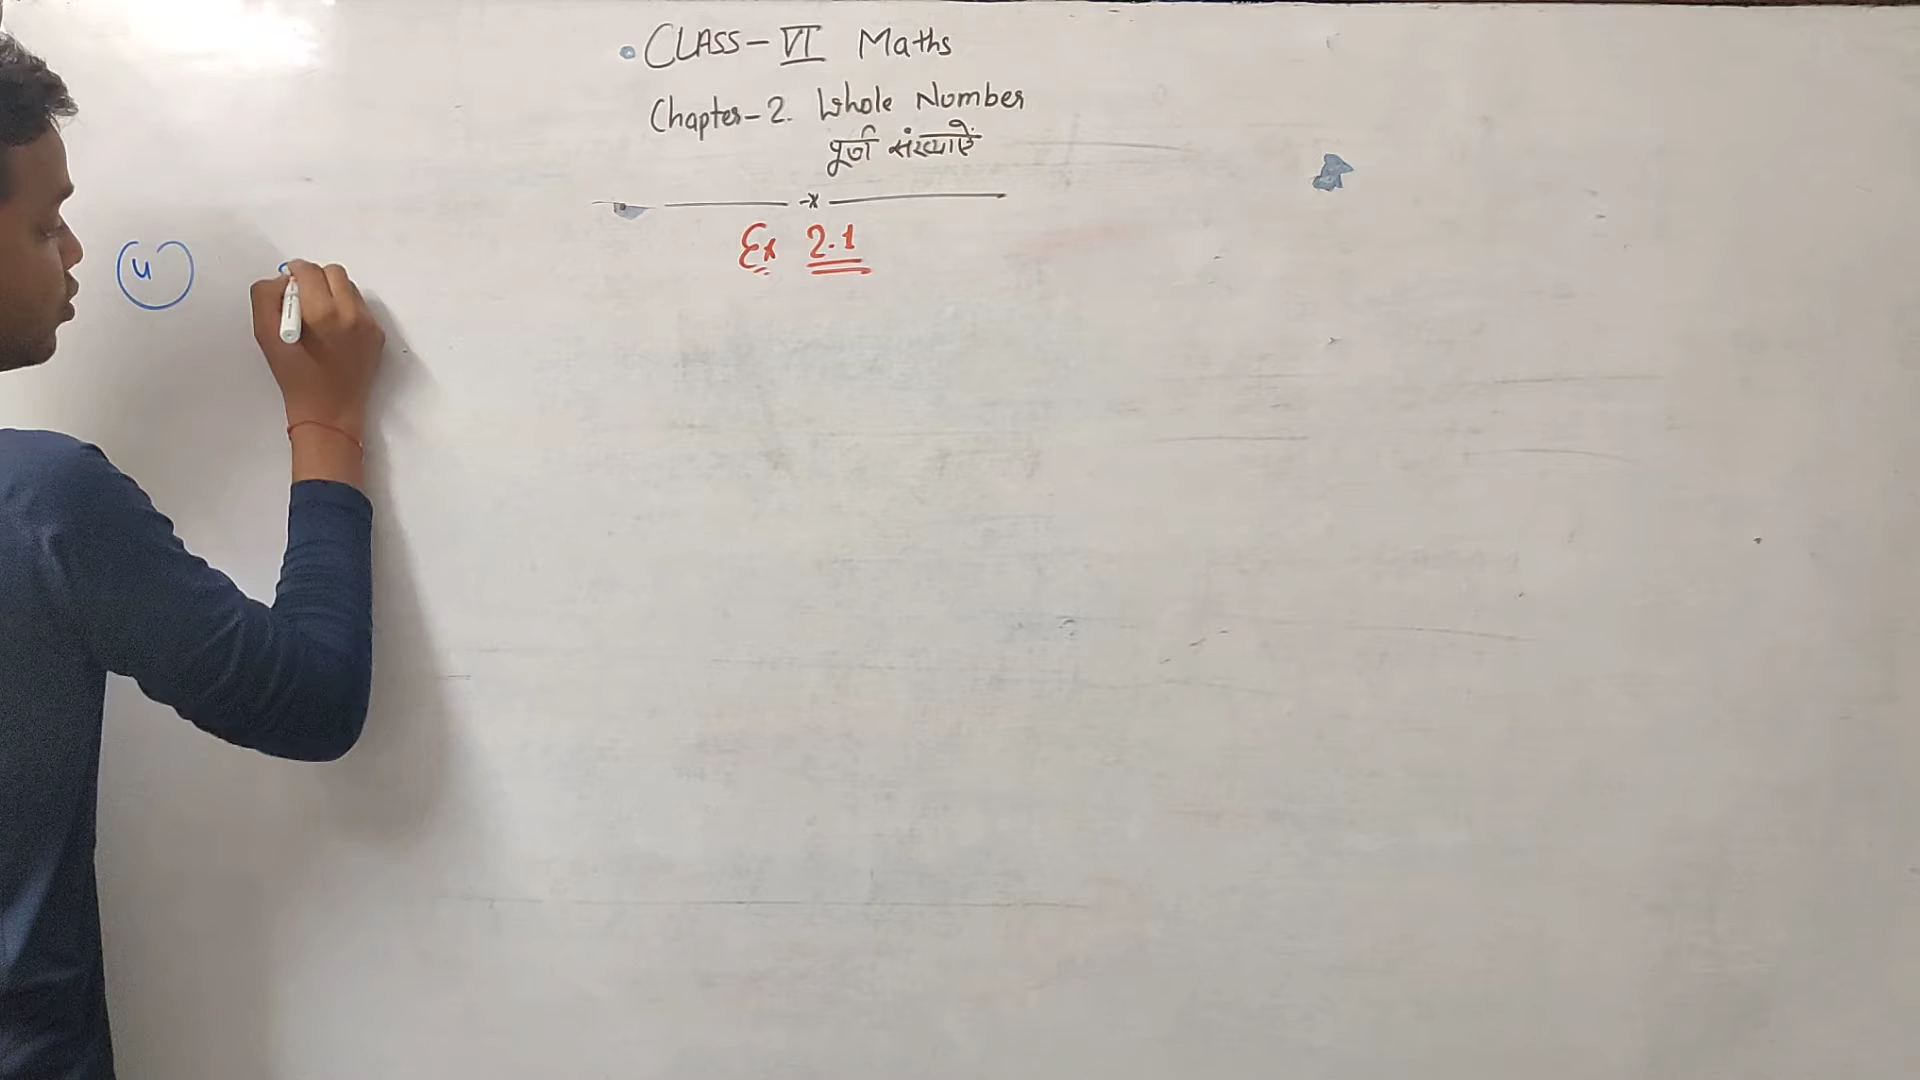 CLASS - VI Maths
Chapter - 2. Whole Number
पूर्ण संख्याएँ
Ex 2.1
4